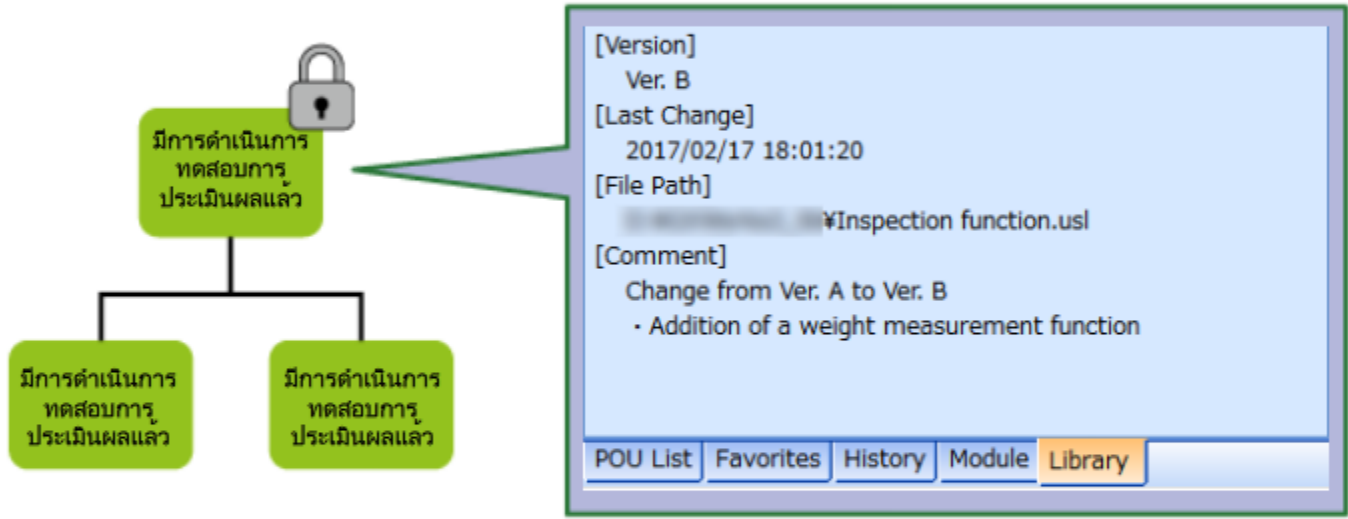 มีการดำเนินการ
ทดสอบการ
ประเมินผลแล้ว
มีการดำเนินการ
ทดสอบการ
ประเมินผลแล้ว
มีการดำเนินการ
ทดสอบการ
ประเมินผลแล้ว
[Version]
Ver. B
[Last Change]
2017/02/17 18:01:20
[File Path]
¥Inspection function.usl
[Comment]
Change from Ver. A to Ver. B
・Addition of a weight measurement function
POU List Favorites History Module Library